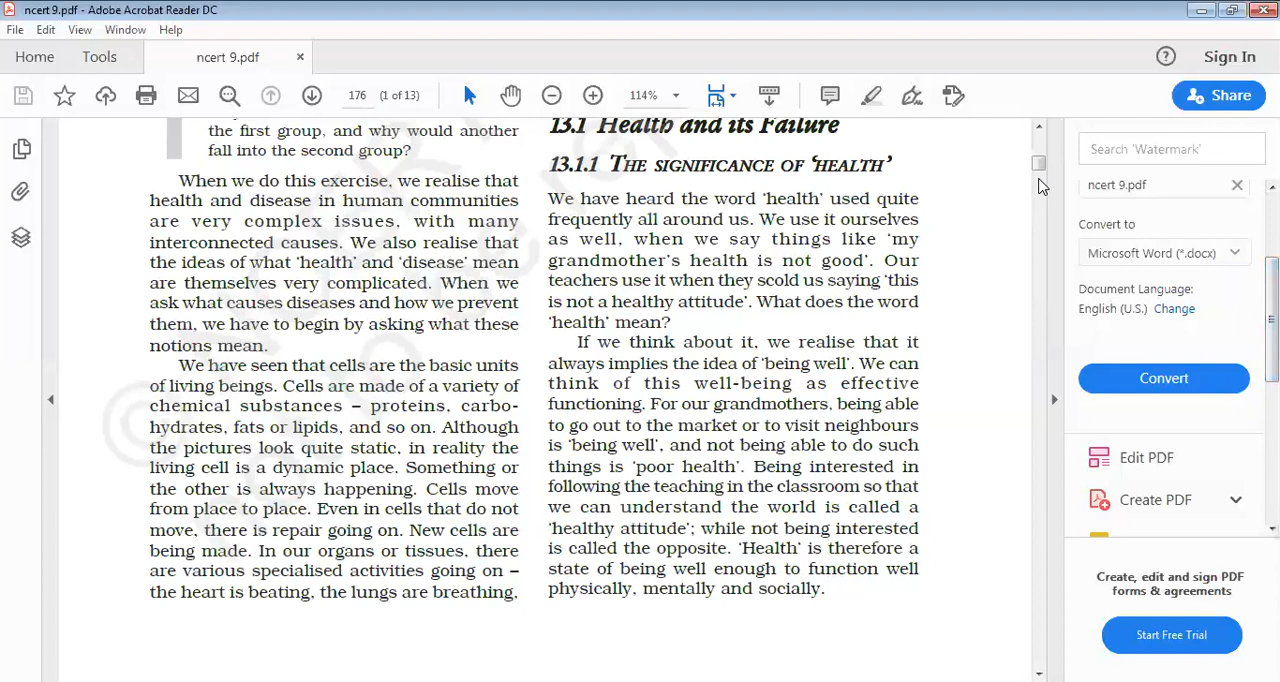 ncert 9.pdf - Adobe Acrobat Reader DC
File Edit View Window Help
Home Tools ncert 9.pdf × Sign In
176 (1 of 13) 114% Share
the first group, and why would another
fall into the second group?
When we do this exercise, we realise that
health and disease in human communities
are very complex issues, with many
interconnected causes. We also realise that
the ideas of what ‘health’ and ‘disease’ mean
are themselves very complicated. When we
ask what causes diseases and how we prevent
them, we have to begin by asking what these
notions mean.
We have seen that cells are the basic units
of living beings. Cells are made of a variety of
chemical substances – proteins, carbo-
hydrates, fats or lipids, and so on. Although
the pictures look quite static, in reality the
living cell is a dynamic place. Something or
the other is always happening. Cells move
from place to place. Even in cells that do not
move, there is repair going on. New cells are
being made. In our organs or tissues, there
are various specialised activities going on –
the heart is beating, the lungs are breathing,
13.1 Health and its Failure
13.1.1 THE SIGNIFICANCE OF ‘HEALTH’
We have heard the word ‘health’ used quite
frequently all around us. We use it ourselves
as well, when we say things like ‘my
grandmother’s health is not good’. Our
teachers use it when they scold us saying ‘this
is not a healthy attitude’. What does the word
‘health’ mean?
If we think about it, we realise that it
always implies the idea of ‘being well’. We can
think of this well-being as effective
functioning. For our grandmothers, being able
to go out to the market or to visit neighbours
is ‘being well’, and not being able to do such
things is ‘poor health’. Being interested in
following the teaching in the classroom so that
we can understand the world is called a
‘healthy attitude’; while not being interested
is called the opposite. ‘Health’ is therefore a
state of being well enough to function well
physically, mentally and socially.
Search ‘Watermark’
ncert 9.pdf
Convert to
Microsoft Word (*.docx)
Document Language:
English (U.S.) Change
Convert
Edit PDF
Create PDF
Create, edit and sign PDF
forms & agreements
Start Free Trial